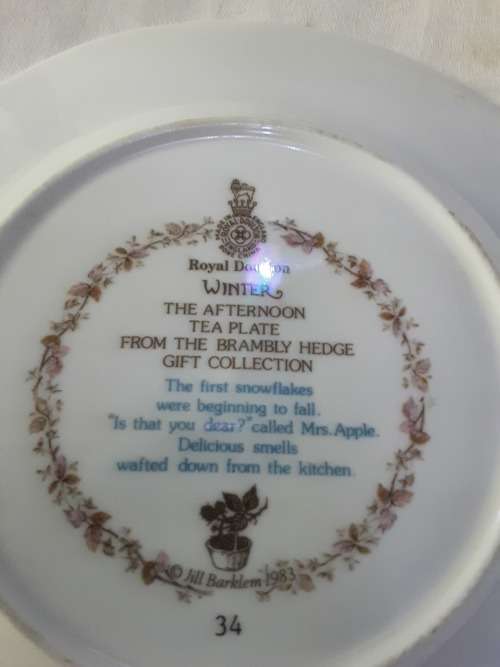 Royal Doulton
WINTER
THE AFTERNOON
TEA PLATE
FROM THE BRAMBLY HEDGE
GIFT COLLECTION
The first snowflakes
were beginning to fall.
"Is that you dear?" called Mrs. Apple.
Delicious smells
wafted down from the kitchen.
© Jill Barklem 1983
34